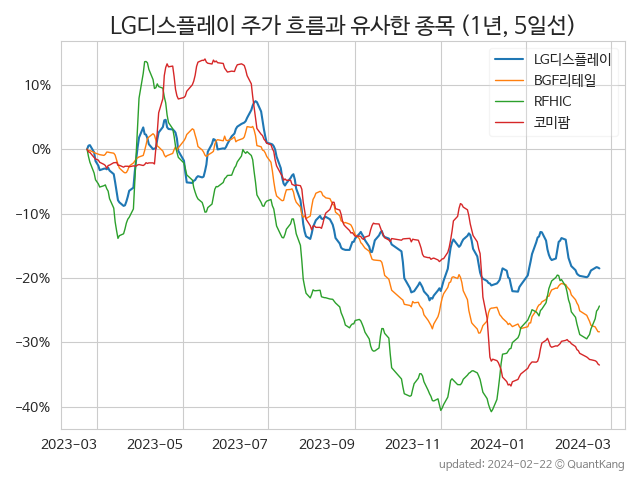 LG디스플레이 주가 흐름과 유사한 종목 (1년, 5일선)
LG디스플레이
BGF리테일
RFHIC
코미팜
10%
0%
−10%
−20%
−30%
−40%
2023−03
2023−05
2023−07
2023−09
2023−11
2024−01
2024−03
updated: 2024-02-22 ⓒ QuantKang